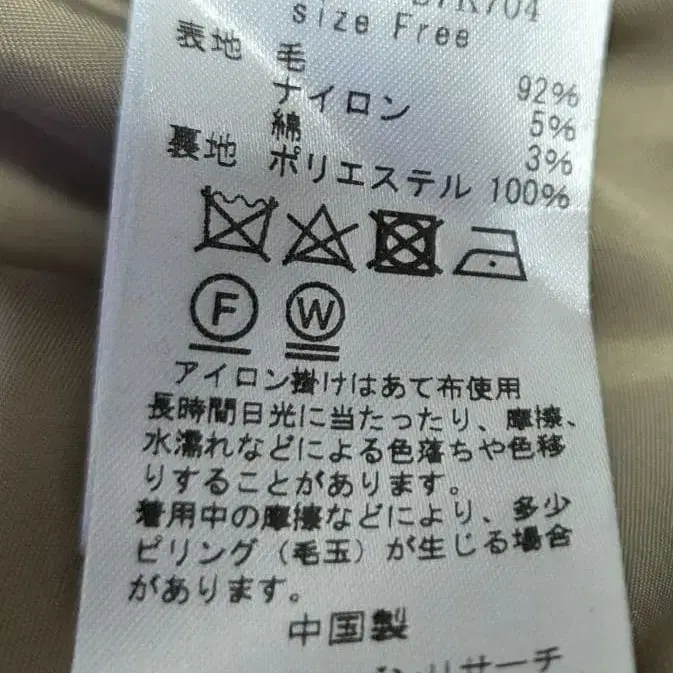 size Free
表地 毛 92%
ナイロン 5%
綿 3%
裏地 ポリエステル 100%
F W
アイロン掛けはあて布使用
長時間日光に当たったり、摩擦、
水濡れなどによる色落ちや色移
りすることがあります。
着用中の摩擦などにより、多少
ピリング（毛玉）が生じる場合
があります。
中国製
リサーチ